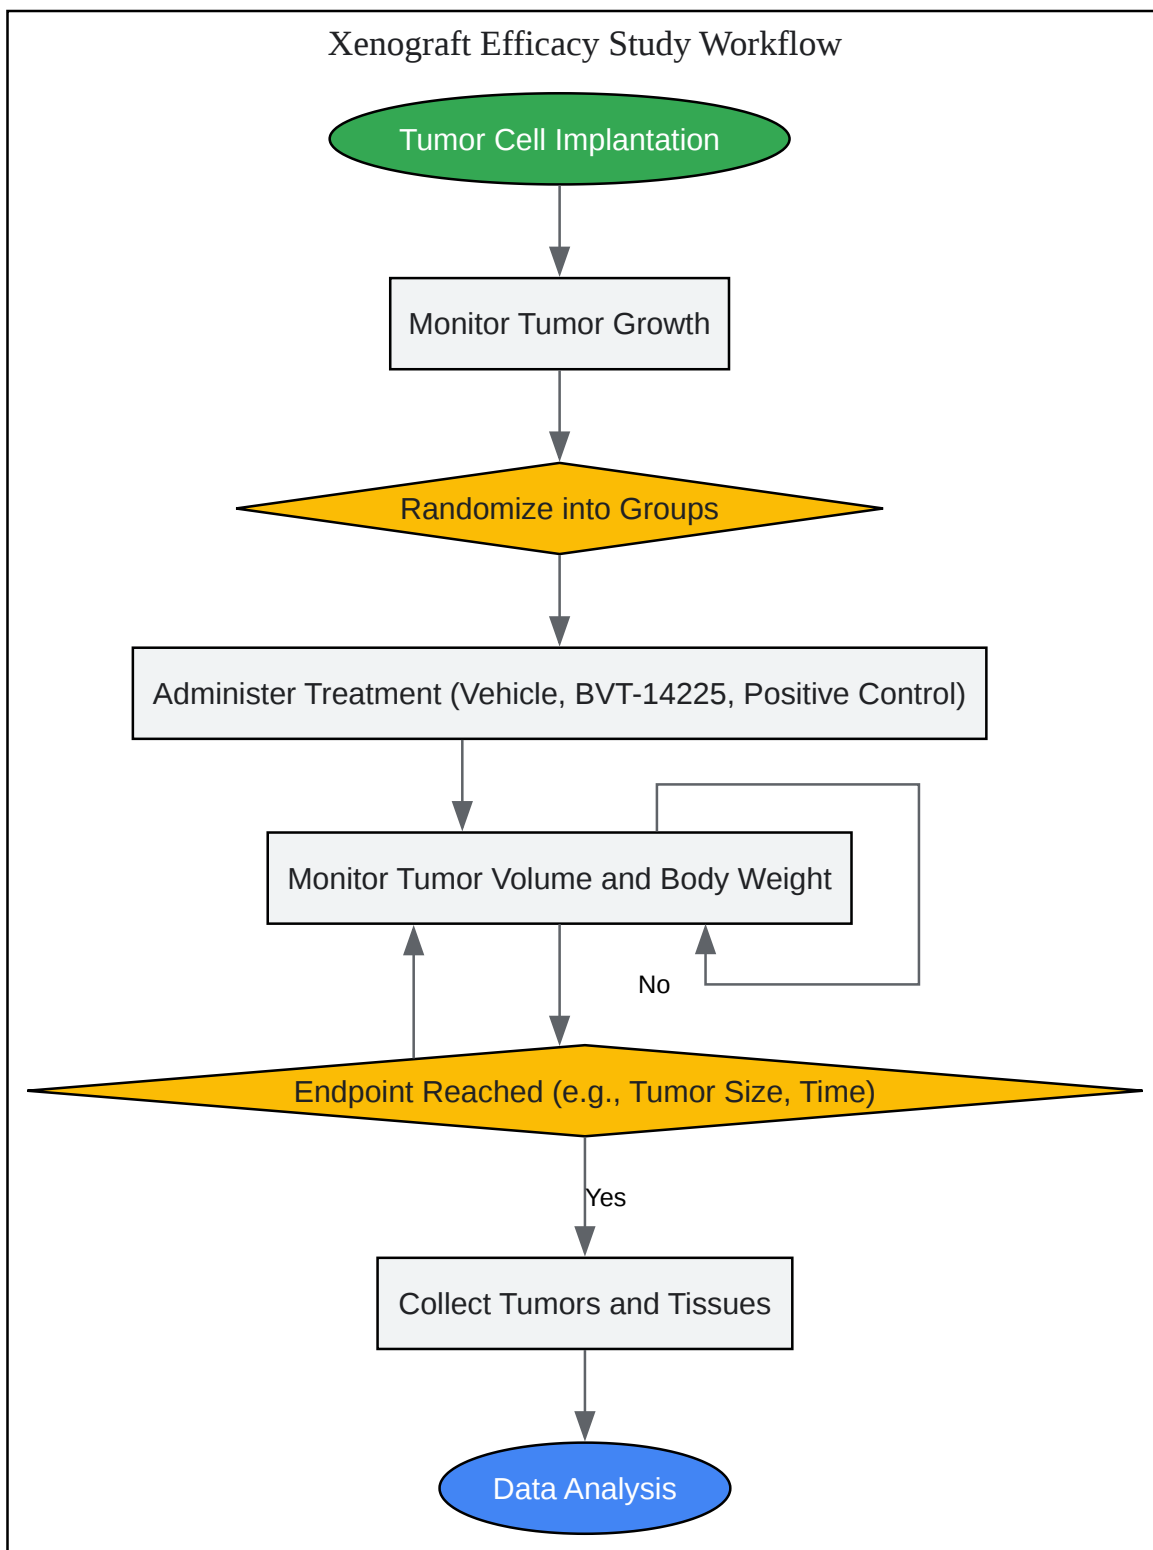 Xenograft Efficacy Study Workflow
Tumor Cell Implantation
Monitor Tumor Growth
Randomize into Groups
Administer Treatment (Vehicle, BVT-14225, Positive Control)
Monitor Tumor Volume and Body Weight
No
Endpoint Reached (e.g., Tumor Size, Time)
Yes
Collect Tumors and Tissues
Data Analysis